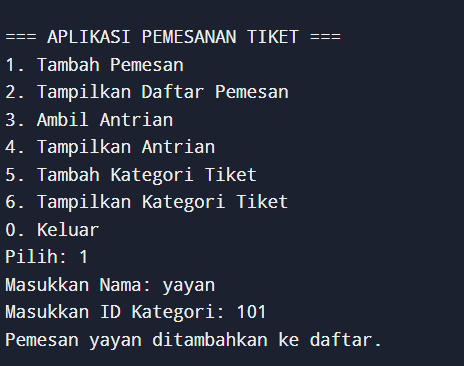 === APLIKASI PEMESANAN TIKET ===
1. Tambah Pemesan
2. Tampilkan Daftar Pemesan
3. Ambil Antrian
4. Tampilkan Antrian
5. Tambah Kategori Tiket
6. Tampilkan Kategori Tiket
0. Keluar
Pilih: 1
Masukkan Nama: yayan
Masukkan ID Kategori: 101
Pemesan yayan ditambahkan ke daftar.